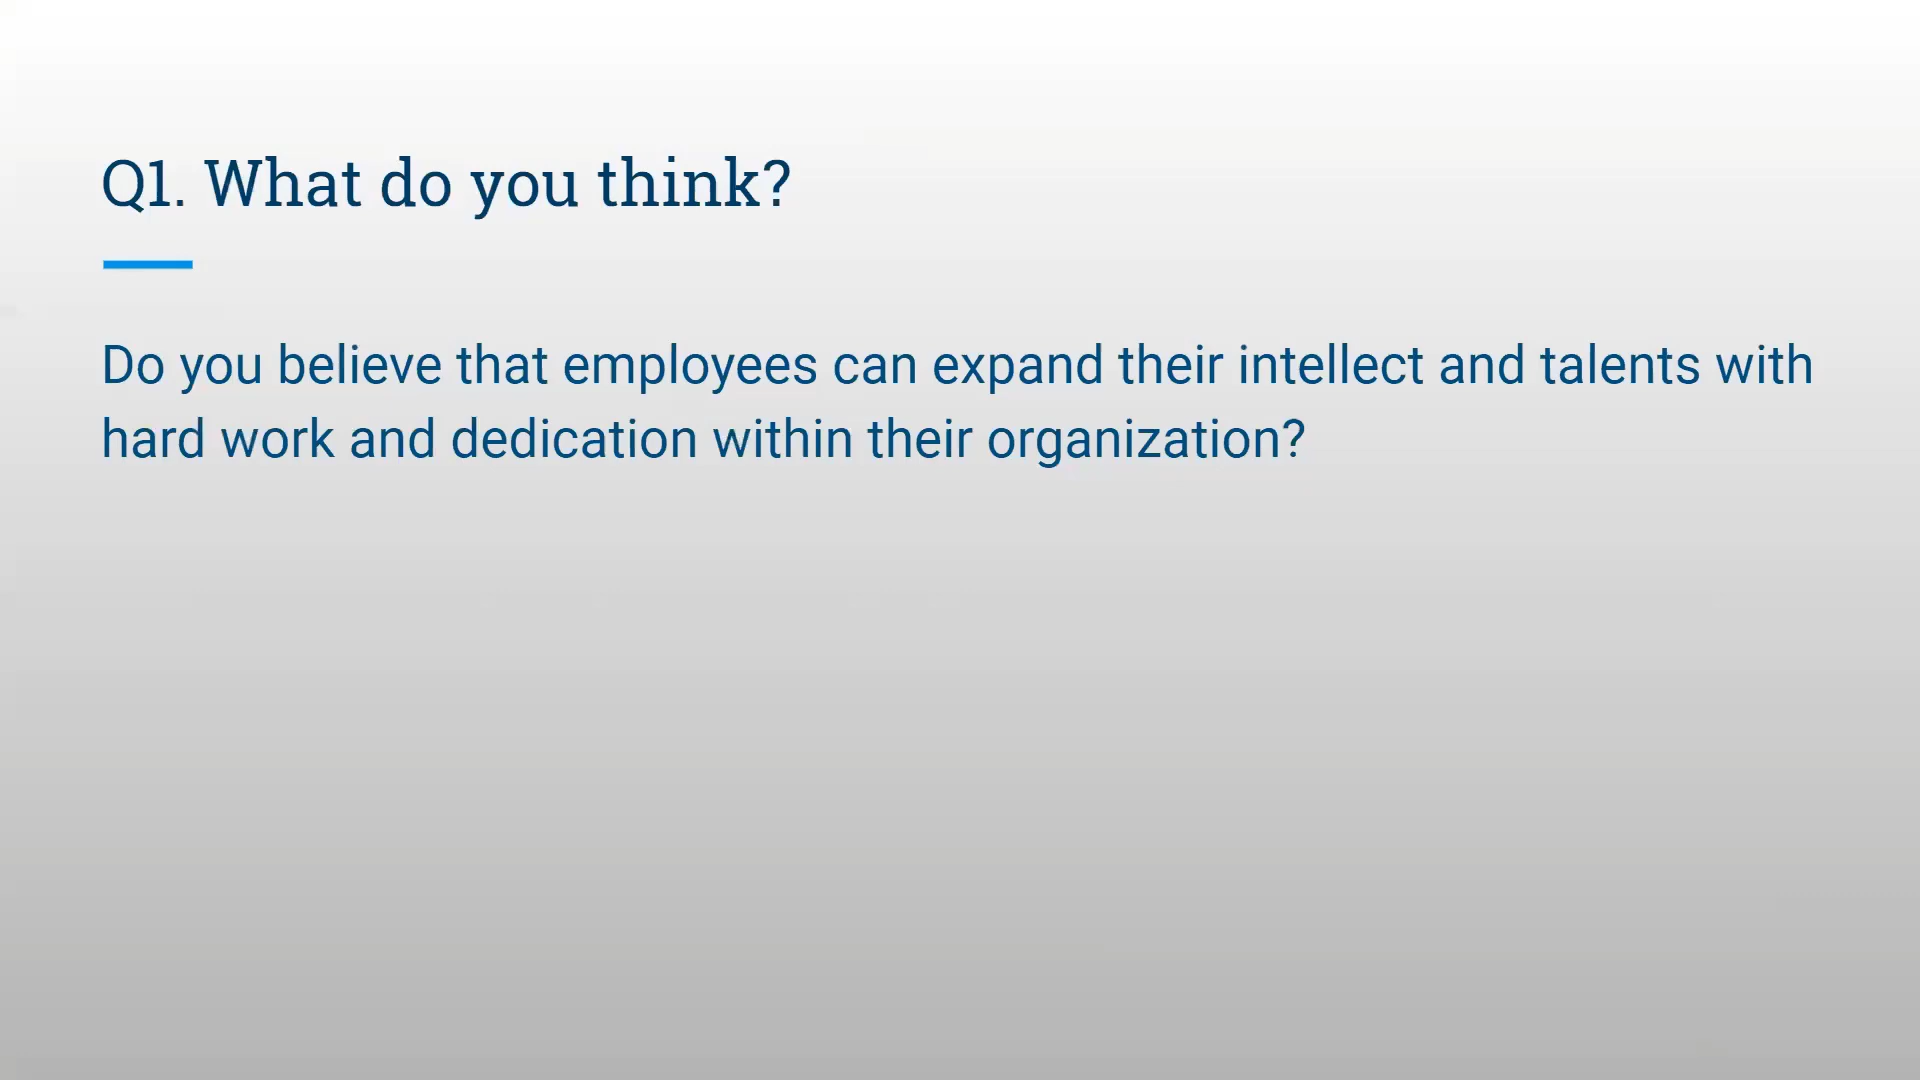 Q1. What do you think?
Do you believe that employees can expand their intellect and talents with
hard work and dedication within their organization?